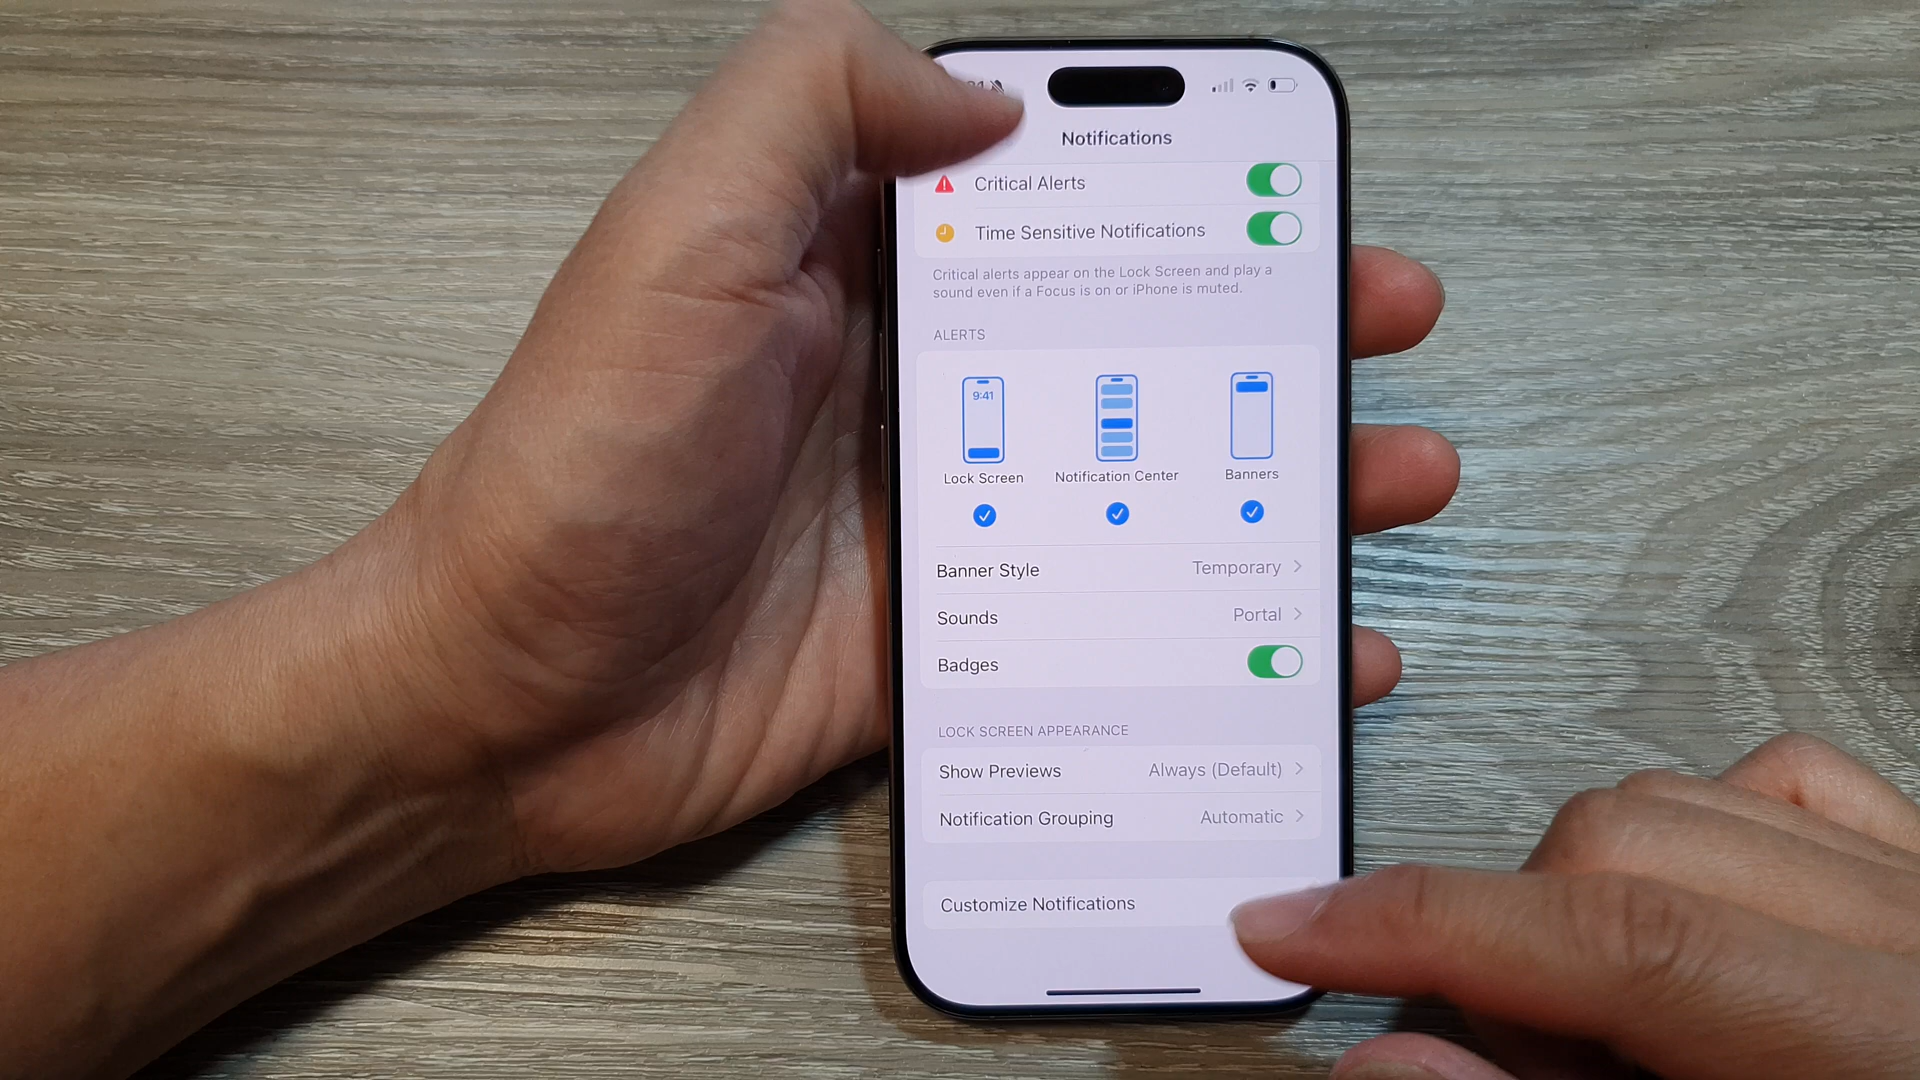 Notifications
Critical Alerts
Time Sensitive Notifications
Critical alerts appear on the Lock Screen and play a
sound even if a Focus is on or iPhone is muted.
ALERTS
9:41
Lock Screen Notification Center Banners
Banner Style Temporary
Sounds Portal
Badges
LOCK SCREEN APPEARANCE
Show Previews Always (Default)
Notification Grouping Automatic
Customize Notifications